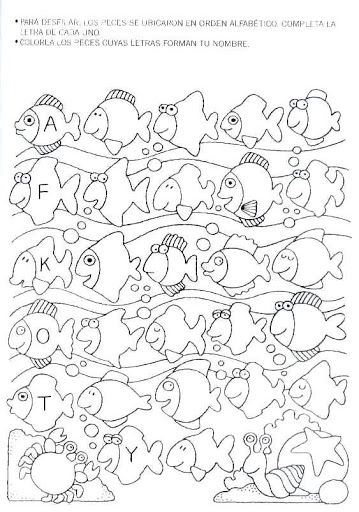 • PARA DESFILAR, LOS PECES SE UBICARON EN ORDEN ALFABÉTICO. COMPLETA LA
LETRA DE CADA UNO.
• COLOREA LOS PECES CUYAS LETRAS FORMAN TU NOMBRE.
A
F
K
O
T
Y